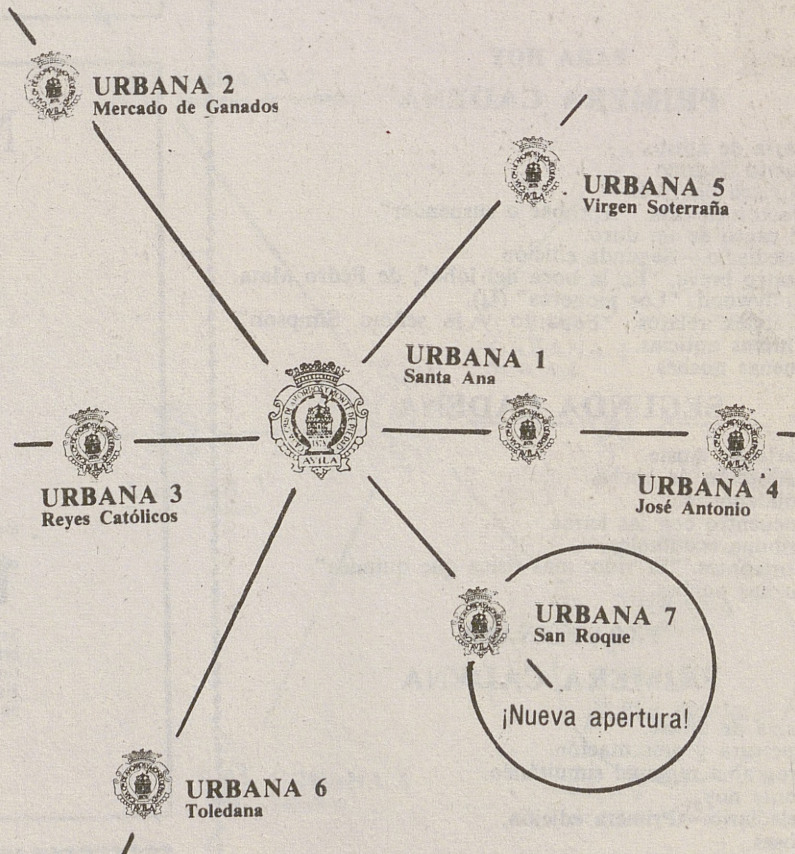 URBANA 2
Mercado de Ganados
URBANA 5
Virgen Soterraña
URBANA 1
Santa Ana
AVILA
URBANA 3
Reyes Católicos
URBANA 4
José Antonio
URBANA 7
San Roque
¡Nueva apertura!
URBANA 6
Toledana